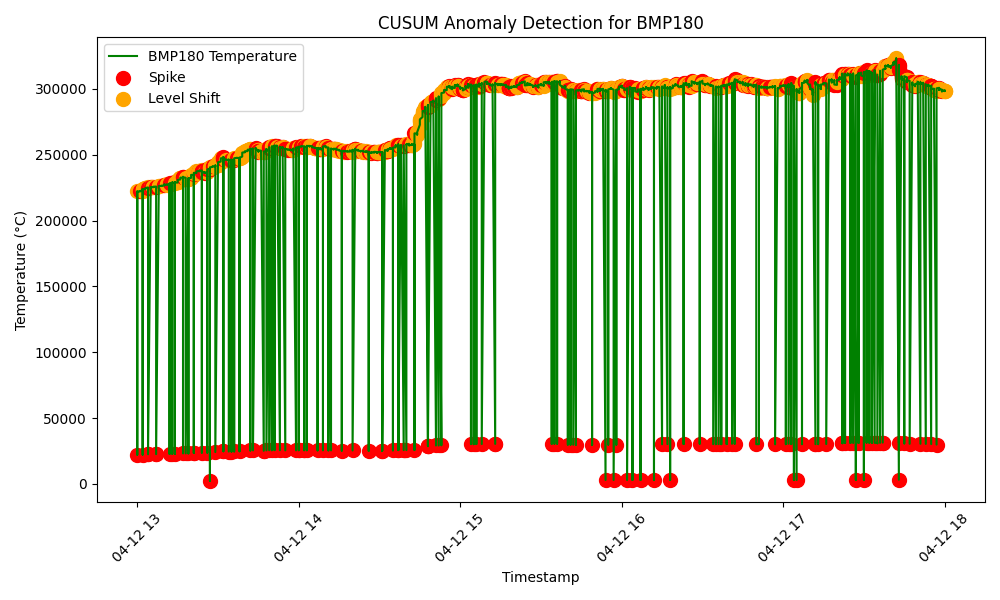 CUSUM Anomaly Detection for BMP180
BMP180 Temperature
Spike
Level Shift
Temperature (°C)
300000
250000
200000
150000
100000
50000
0
04-12 13
04-12 14
04-12 15
04-12 16
04-12 17
04-12 18
Timestamp